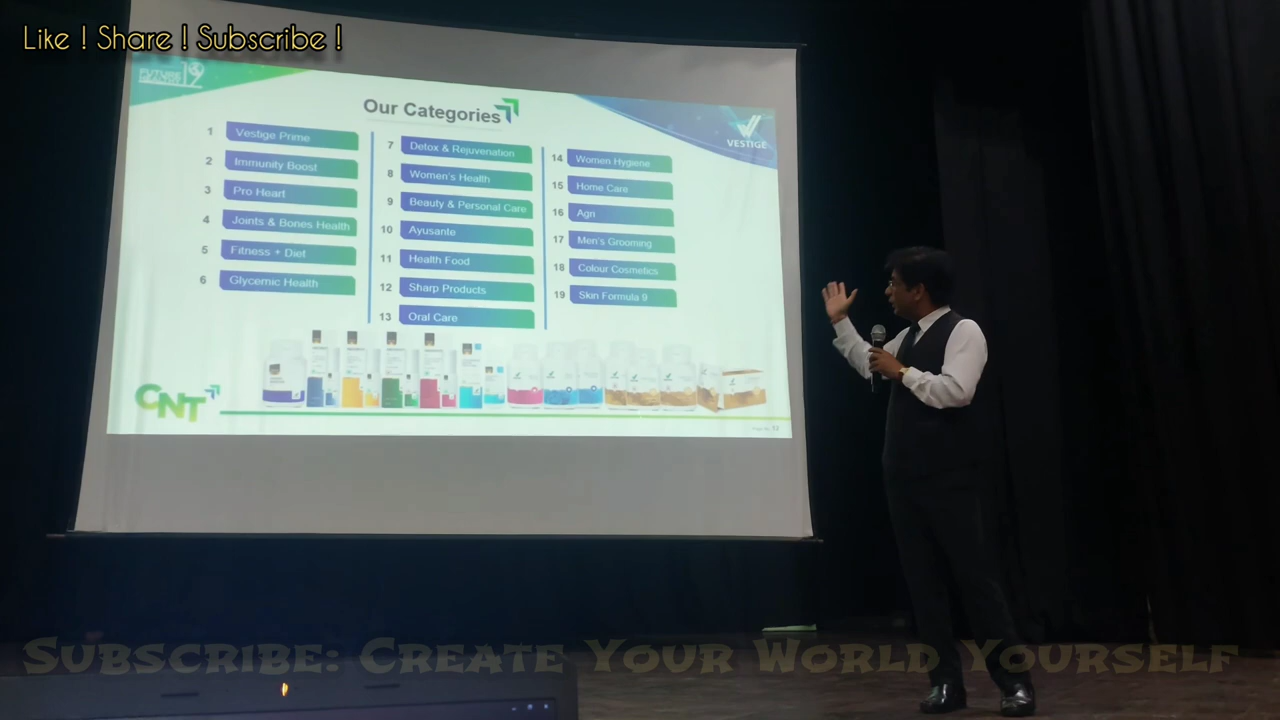 Like ! Share ! Subscribe !
FUTURE 19
Our Categories
VESTIGE
1 Vestige Prime
2 Immunity Boost
3 Pro Heart
4 Joints & Bones Health
5 Fitness + Diet
6 Glycemic Health
7 Detox & Rejuvenation
8 Women's Health
9 Beauty & Personal Care
10 Ayusante
11 Health Food
12 Sharp Products
13 Oral Care
14 Women Hygiene
15 Home Care
16 Agri
17 Men's Grooming
18 Colour Cosmetics
19 Skin Formula 9
CNT
Subscribe: Create Your World Yourself